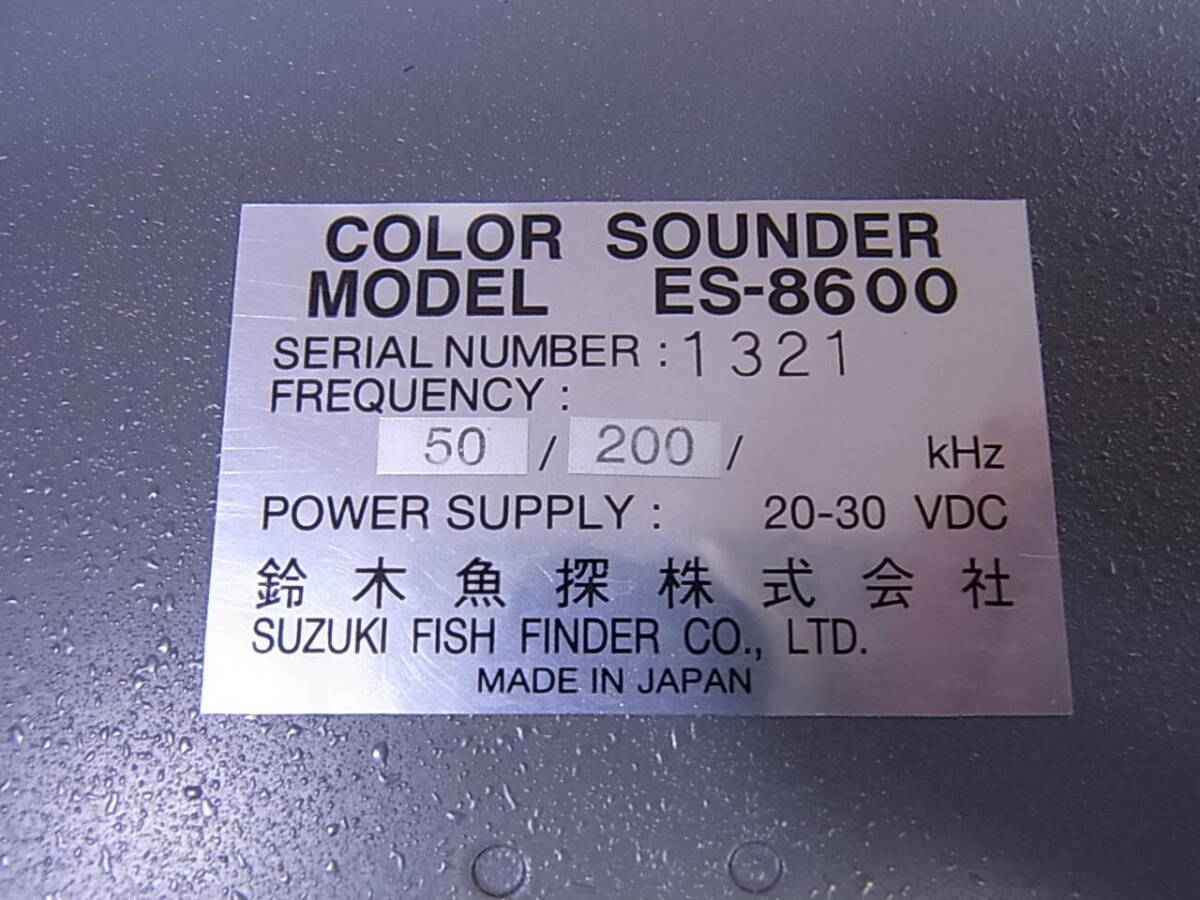 COLOR SOUNDER
MODEL ES-8600
SERIAL NUMBER : 1321
FREQUENCY :
50 / 200 / kHz
POWER SUPPLY : 20-30 VDC
鈴木魚探株式会社
SUZUKI FISH FINDER CO., LTD.
MADE IN JAPAN